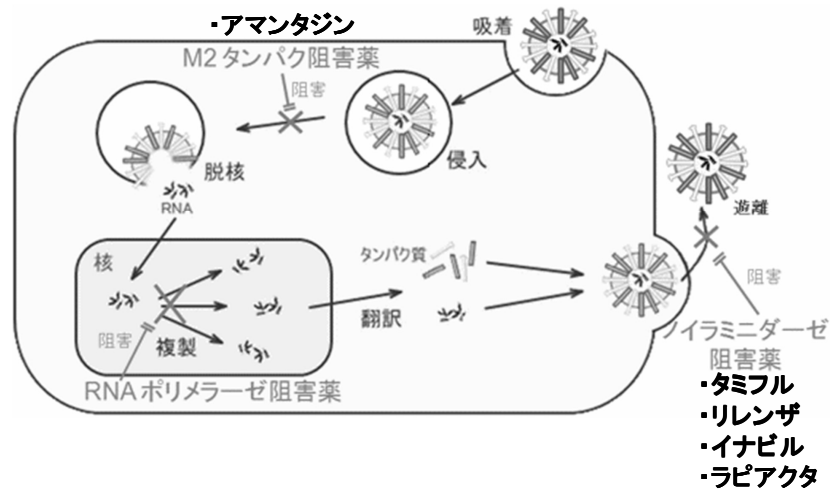 ・アマンタジン
M2タンパク阻害薬
阻害
吸着
侵入
脱核
RNA
遊離
核
タンパク質
阻害
阻害
複製
翻訳
RNAポリメラーゼ阻害薬
ノイラミニダーゼ
阻害薬
・タミフル
・リレンザ
・イナビル
・ラピアクタ